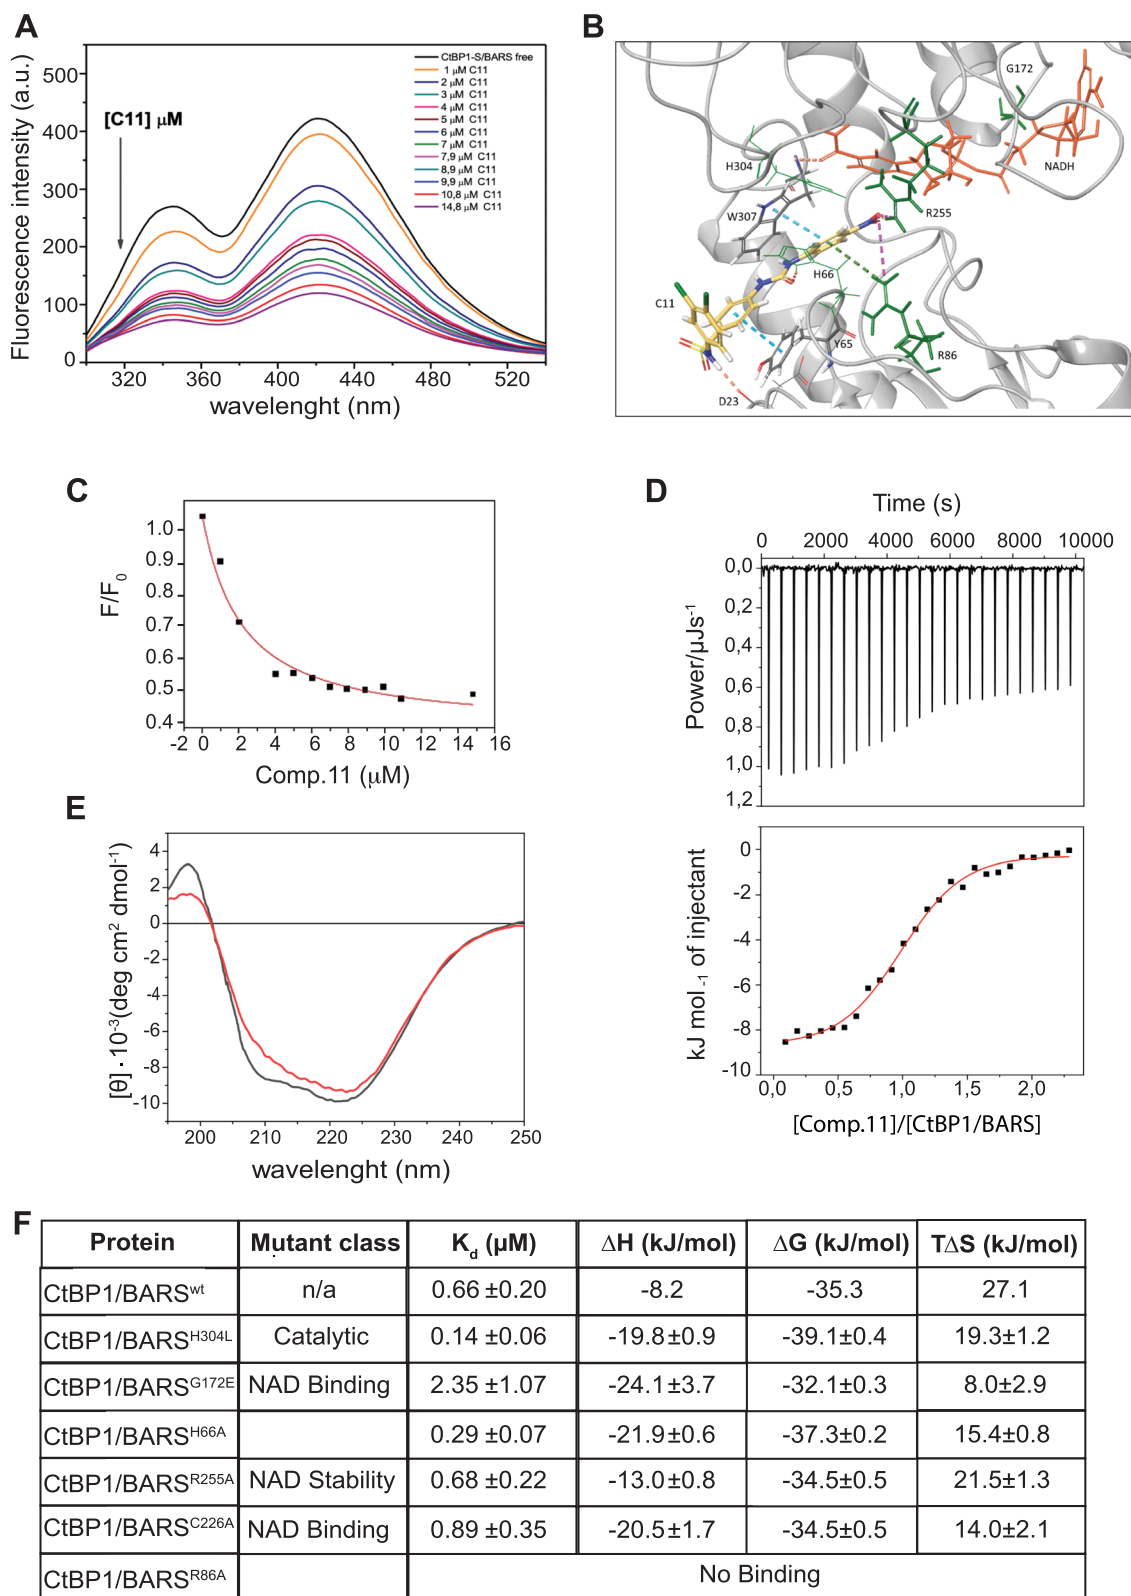 A
Fluorescence intensity (a.u.)
500
400
300
200
100
0
[C11] μM
CtBP1-S/BARS free
1 μM C11
2 μM C11
3 μM C11
4 μM C11
5 μM C11
6 μM C11
7 μM C11
7,9 μM C11
8,9 μM C11
9,9 μM C11
10,8 μM C11
14,8 μM C11
320 360 400 440 480 520
wavelenght (nm)
B
G172
H304
NADH
W307
R255
H66
C11
Y65
R86
D23
C
F/F0
1.0
0.9
0.8
0.7
0.6
0.5
0.4
-2 0 2 4 6 8 10 12 14 16
Comp.11 (μM)
D
Time (s)
0 2000 4000 6000 8000 10000
Power/μJs-1
0,0
0,2
0,4
0,6
0,8
1,0
1,2
kJ mol-1 of injectant
0
-2
-4
-6
-8
-10
0,0 0,5 1,0 1,5 2,0
[Comp.11]/[CtBP1/BARS]
E
[θ]·10-3(deg cm2 dmol-1)
4
2
0
-2
-4
-6
-8
-10
200 210 220 230 240 250
wavelenght (nm)
F
Protein Mutant class Kd (μM) ΔH (kJ/mol) ΔG (kJ/mol) TΔS (kJ/mol)
CtBP1/BARSwt n/a 0.66 ±0.20 -8.2 -35.3 27.1
CtBP1/BARSH304L Catalytic 0.14 ±0.06 -19.8±0.9 -39.1±0.4 19.3±1.2
CtBP1/BARSG172E NAD Binding 2.35 ±1.07 -24.1±3.7 -32.1±0.3 8.0±2.9
CtBP1/BARSH66A 0.29 ±0.07 -21.9±0.6 -37.3±0.2 15.4±0.8
CtBP1/BARSR255A NAD Stability 0.68 ±0.22 -13.0±0.8 -34.5±0.5 21.5±1.3
CtBP1/BARSC226A NAD Binding 0.89 ±0.35 -20.5±1.7 -34.5±0.5 14.0±2.1
CtBP1/BARSR86A No Binding